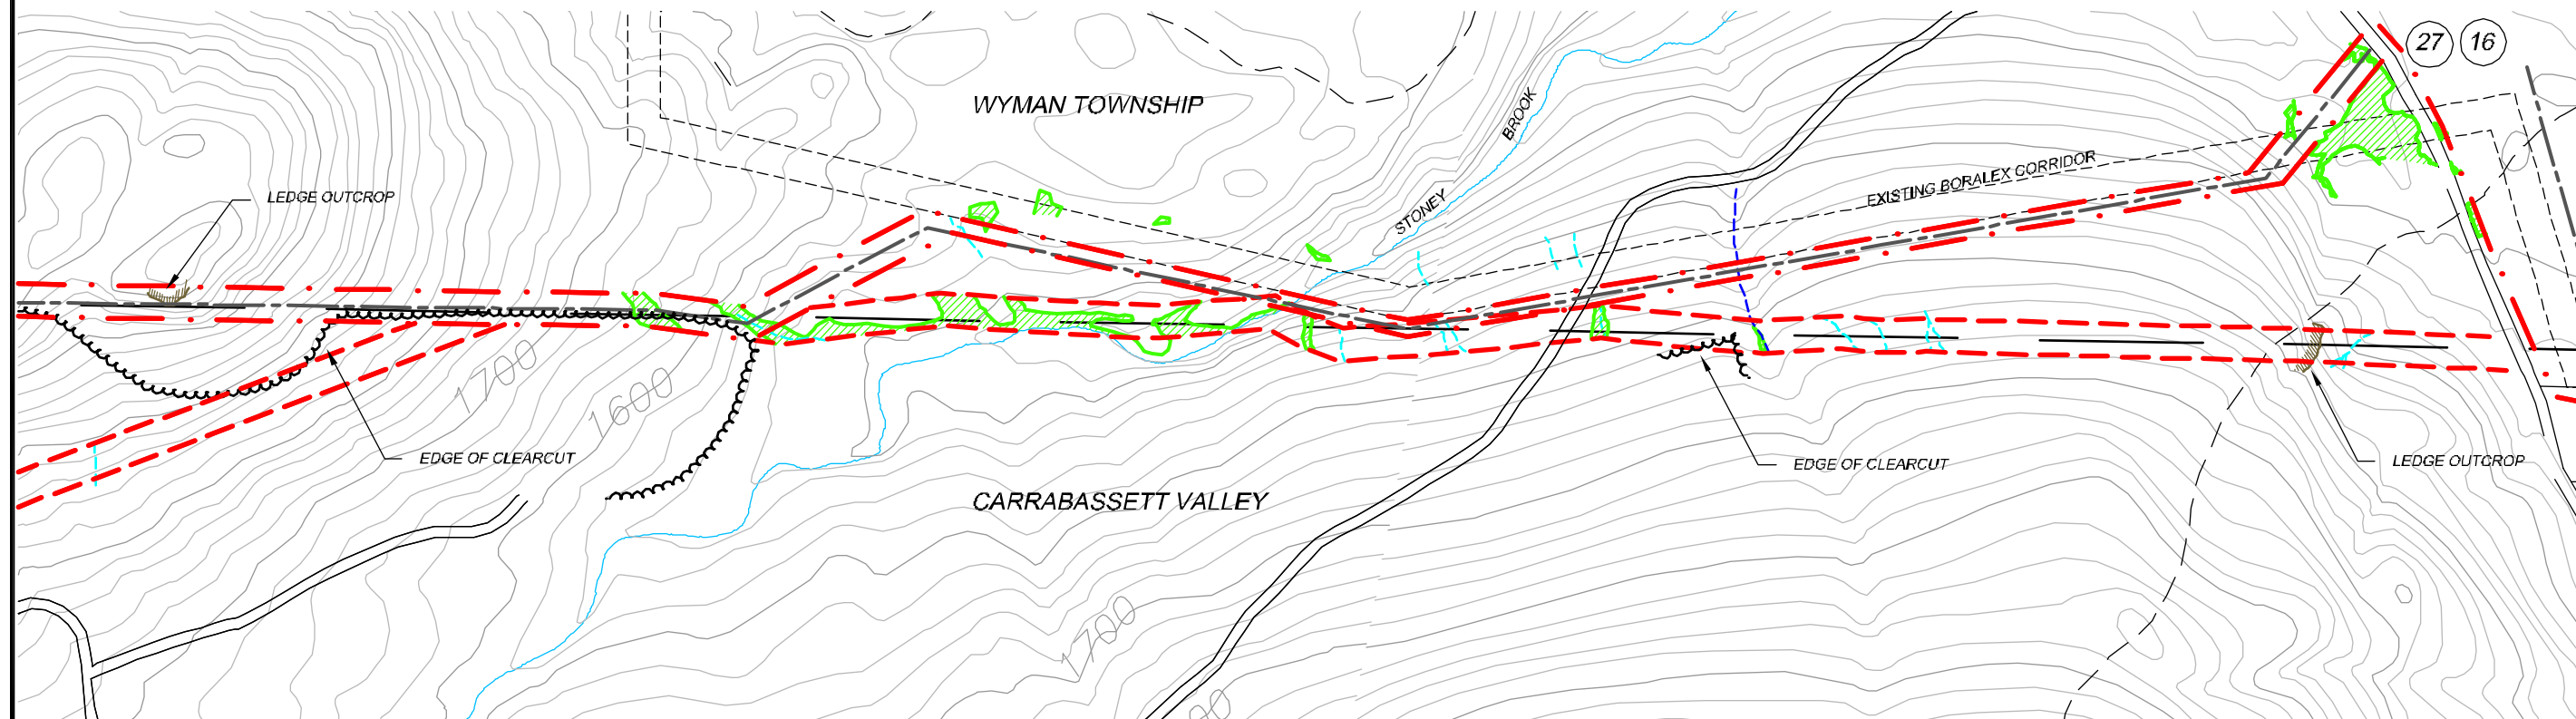 27 16
WYMAN TOWNSHIP
BROOK
STONEY
EXISTING BORALEX CORRIDOR
LEDGE OUTCROP
1700
1600
EDGE OF CLEARCUT
EDGE OF CLEARCUT
LEDGE OUTCROP
CARRABASSETT VALLEY
1700